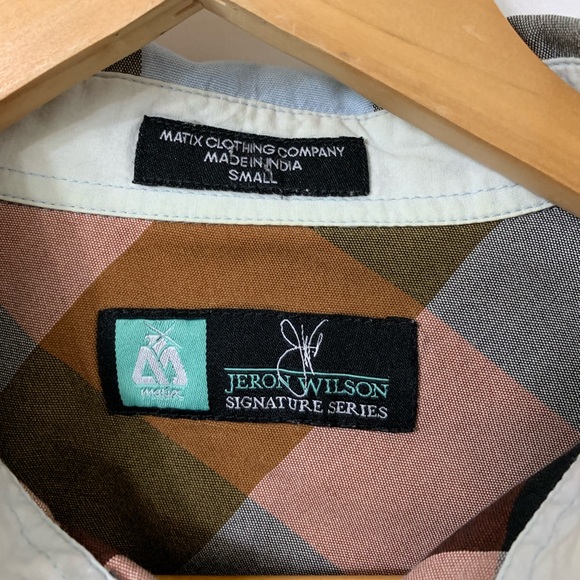 MATIX CLOTHING COMPANY
MADE IN INDIA
SMALL
matix
JERON WILSON
SIGNATURE SERIES